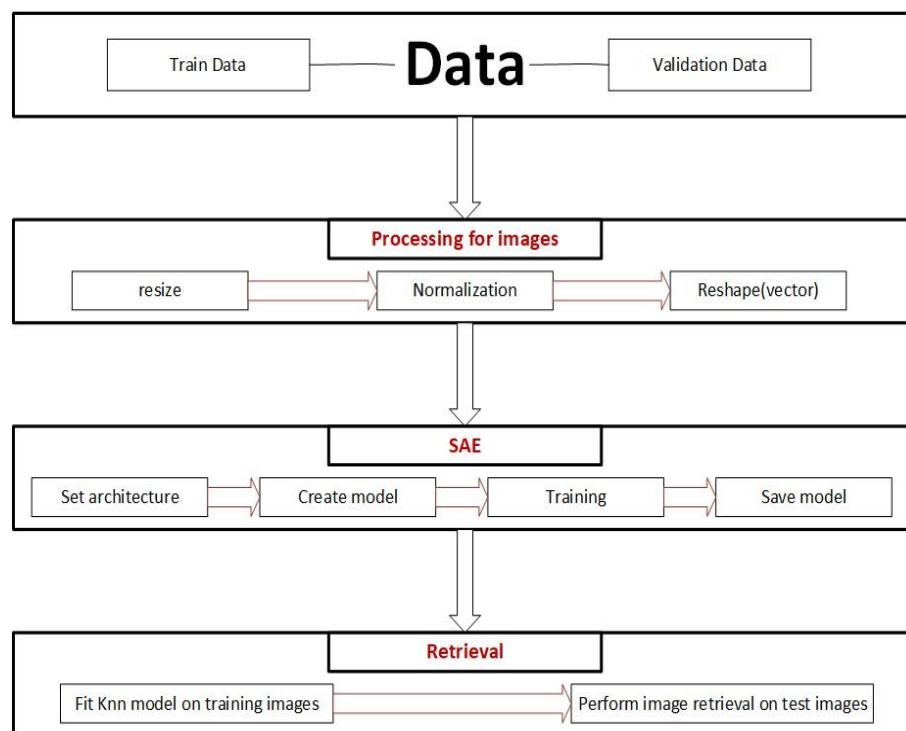 Train Data
Data
Validation Data
Processing for images
resize
Normalization
Reshape(vector)
SAE
Set architecture
Create model
Training
Save model
Retrieval
Fit Knn model on training images
Perform image retrieval on test images